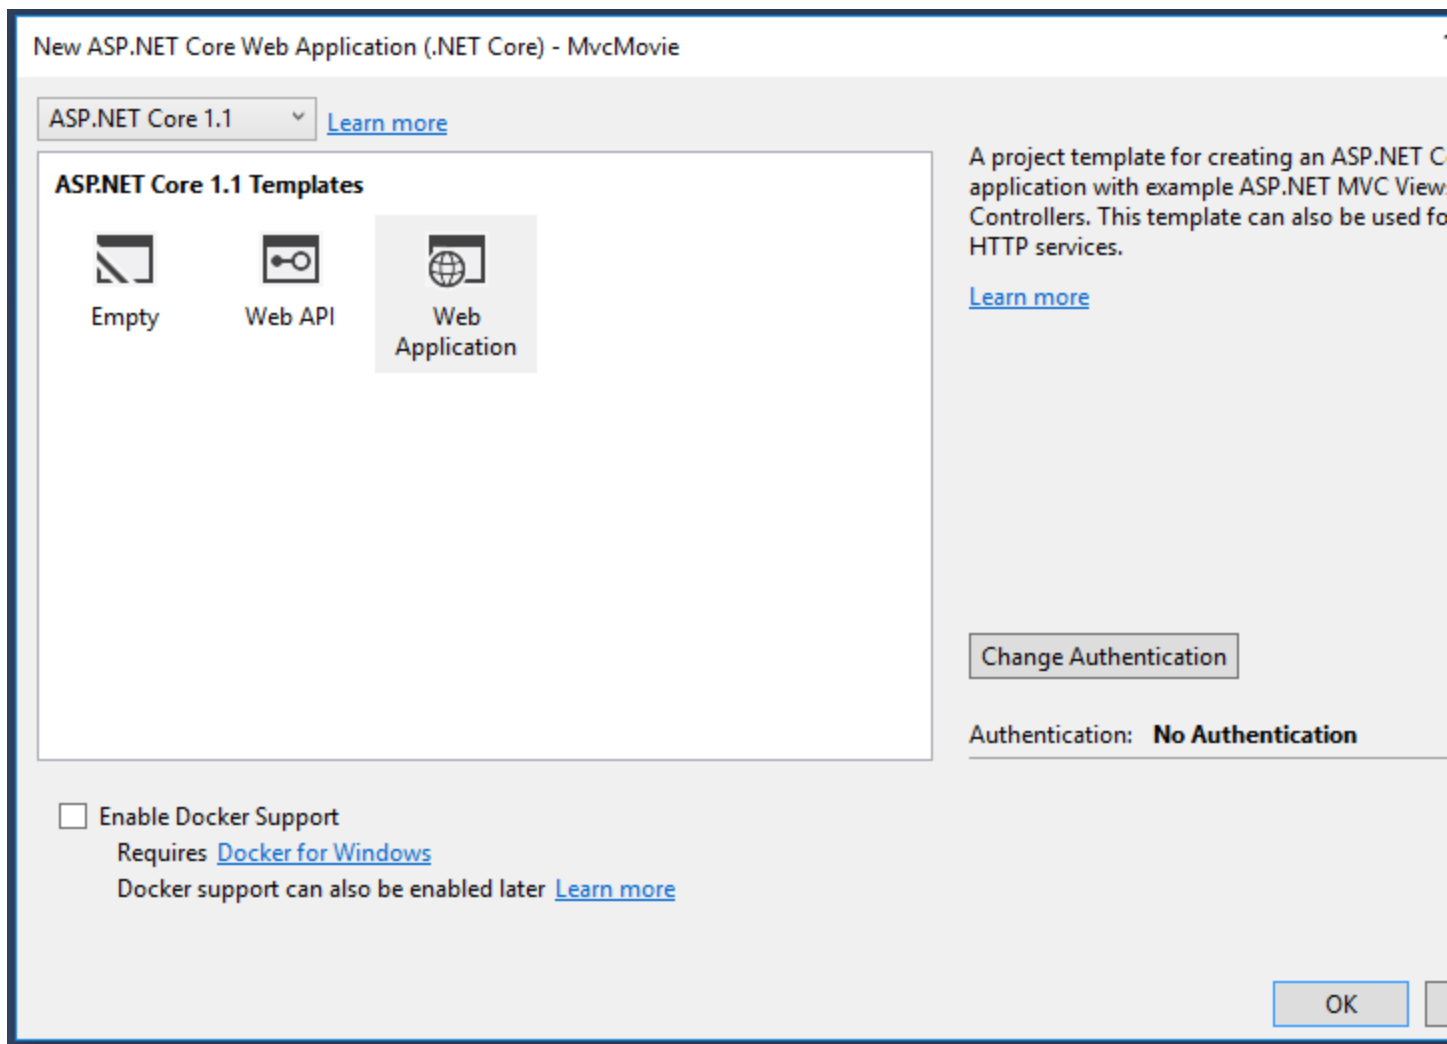 New ASP.NET Core Web Application (.NET Core) - MvcMovie
ASP.NET Core 1.1
Learn more
ASP.NET Core 1.1 Templates
Empty
Web API
Web
Application
A project template for creating an ASP.NET
application with example ASP.NET MVC
Controllers. This template can also be used
HTTP services.
Learn more
Change Authentication
Authentication: No Authentication
Enable Docker Support
Requires Docker for Windows
Docker support can also be enabled later Learn more
OK